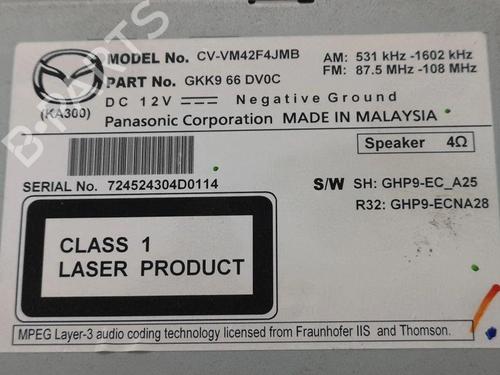 MODEL No. CV-VM42F4JMB AM: 531 kHz -1602 kHz
PART No. GKK9 66 DV0C FM: 87.5 MHz -108 MHz
(KA300) DC 12V Negative Ground
Panasonic Corporation MADE IN MALAYSIA
Speaker 4Ω
SERIAL No. 724524304D0114
S/W SH: GHP9-EC_A25
R32: GHP9-ECNA28
CLASS 1
LASER PRODUCT
MPEG Layer-3 audio coding technology licensed from Fraunhofer IIS and Thomson.
B-PARTS